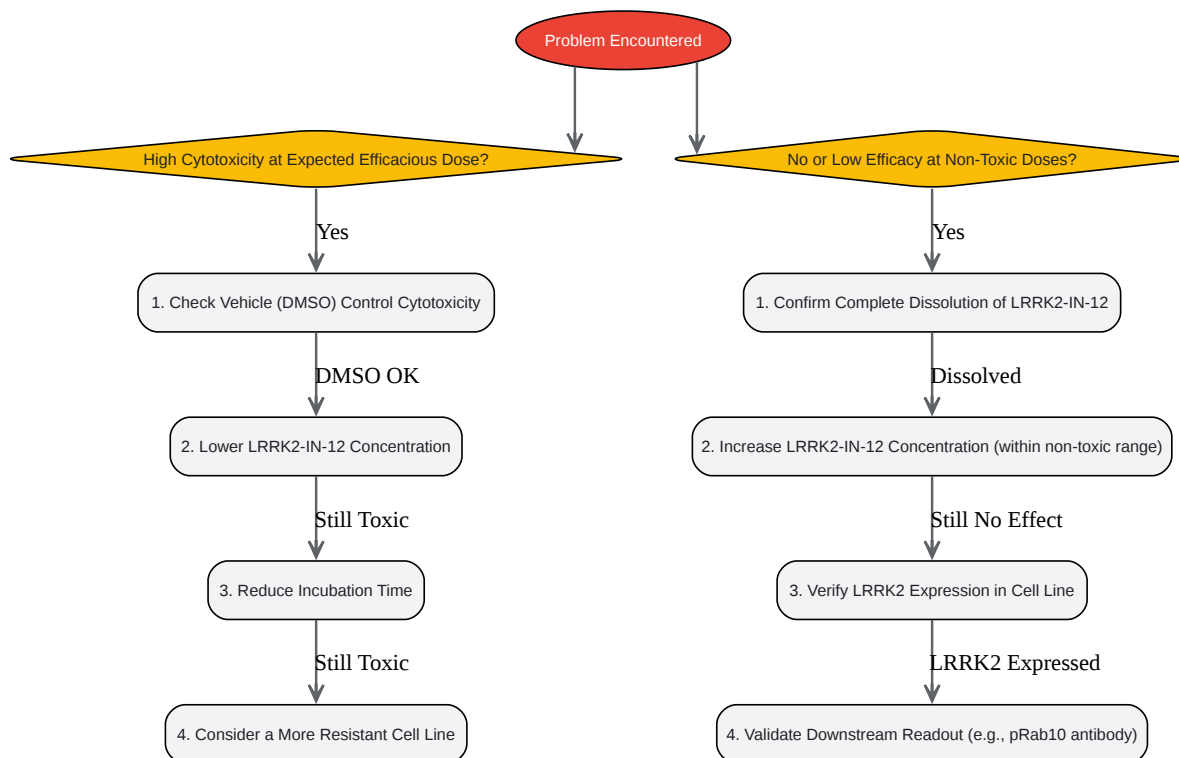 Problem Encountered
High Cytotoxicity at Expected Efficacious Dose?
No or Low Efficacy at Non-Toxic Doses?
Yes
Yes
1. Check Vehicle (DMSO) Control Cytotoxicity
1. Confirm Complete Dissolution of LRRK2-IN-12
DMSO OK
Dissolved
2. Lower LRRK2-IN-12 Concentration
2. Increase LRRK2-IN-12 Concentration (within non-toxic range)
Still Toxic
Still No Effect
3. Reduce Incubation Time
3. Verify LRRK2 Expression in Cell Line
Still Toxic
LRRK2 Expressed
4. Consider a More Resistant Cell Line
4. Validate Downstream Readout (e.g., pRab10 antibody)